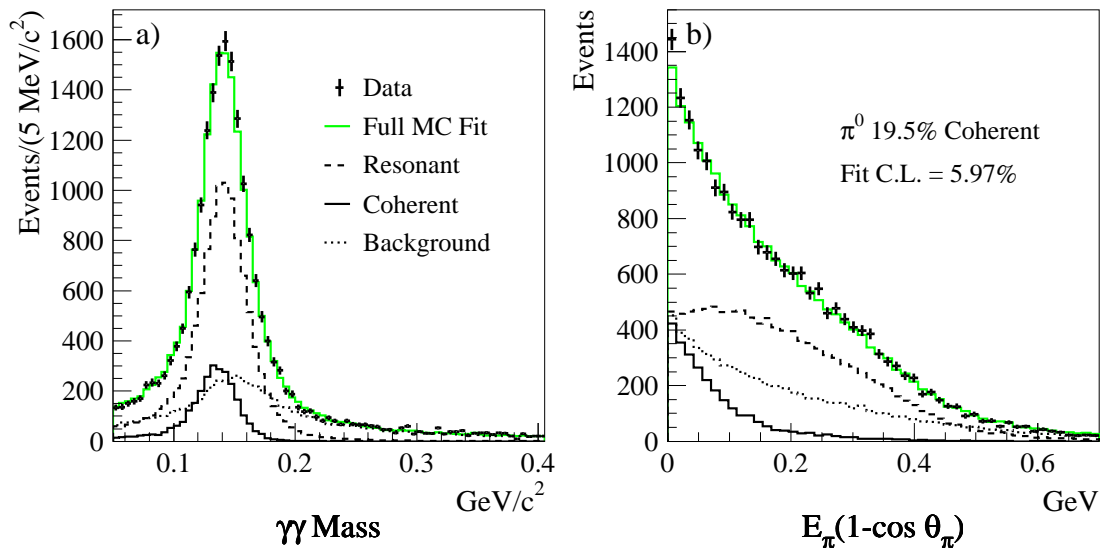 a)
Events/(5 MeV/c²)
1600
1400
1200
1000
800
600
400
200
0
Data
Full MC Fit
Resonant
Coherent
Background
0.1 0.2 0.3 0.4
GeV/c²
γγ Mass
b)
Events
1400
1200
1000
800
600
400
200
0
π⁰ 19.5% Coherent
Fit C.L. = 5.97%
0 0.2 0.4 0.6
GeV
E_π(1-cos θ_π)